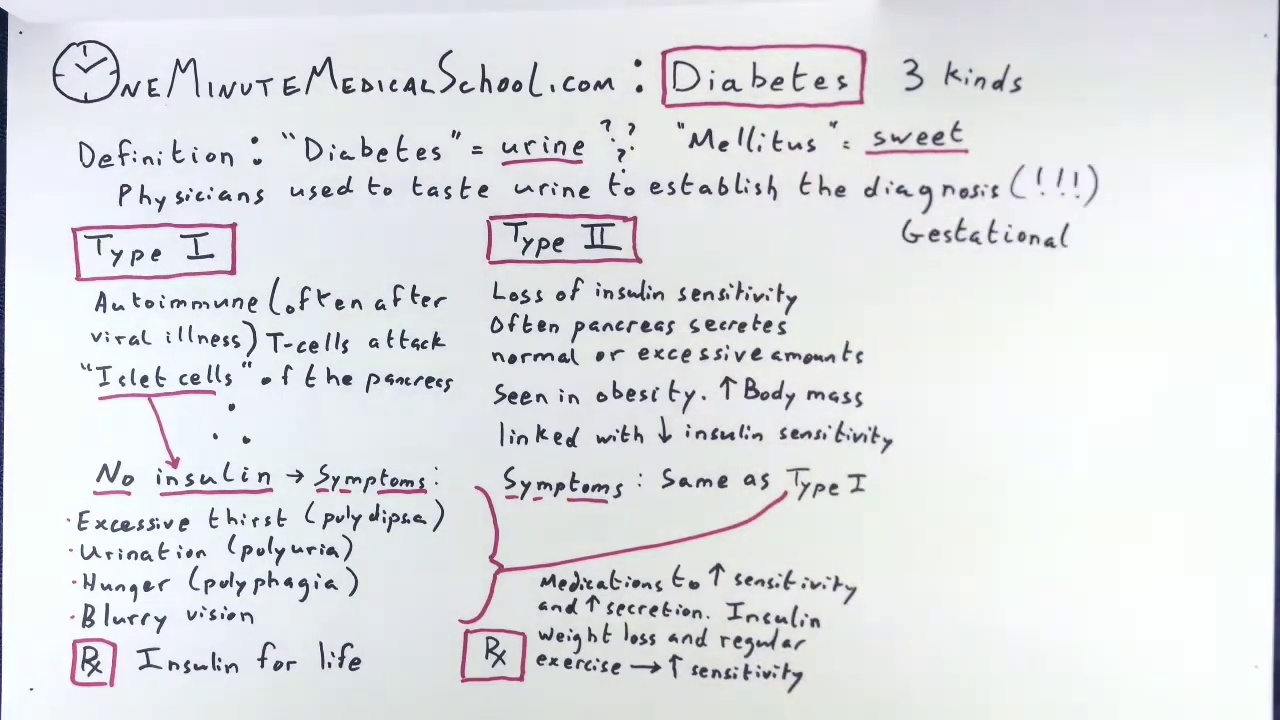 OneMinuteMedicalSchool.com : Diabetes 3 kinds
Definition : "Diabetes" = urine ??? "Mellitus" = sweet
Physicians used to taste urine to establish the diagnosis (!!!)
Gestational
Type I
Autoimmune (often after
viral illness) T-cells attack
"Islet cells" of the pancreas
No insulin → Symptoms :
· Excessive thirst (polydipsa)
· Urination (polyuria)
· Hunger (polyphagia)
· Blurry vision
Rx Insulin for life
Type II
Loss of insulin sensitivity
Often pancreas secretes
normal or excessive amounts
Seen in obesity. ↑ Body mass
linked with ↓ insulin sensitivity
Symptoms : Same as Type I
Rx
Medications to ↑ sensitivity
and ↑ secretion. Insulin
weight loss and regular
exercise → ↑ sensitivity